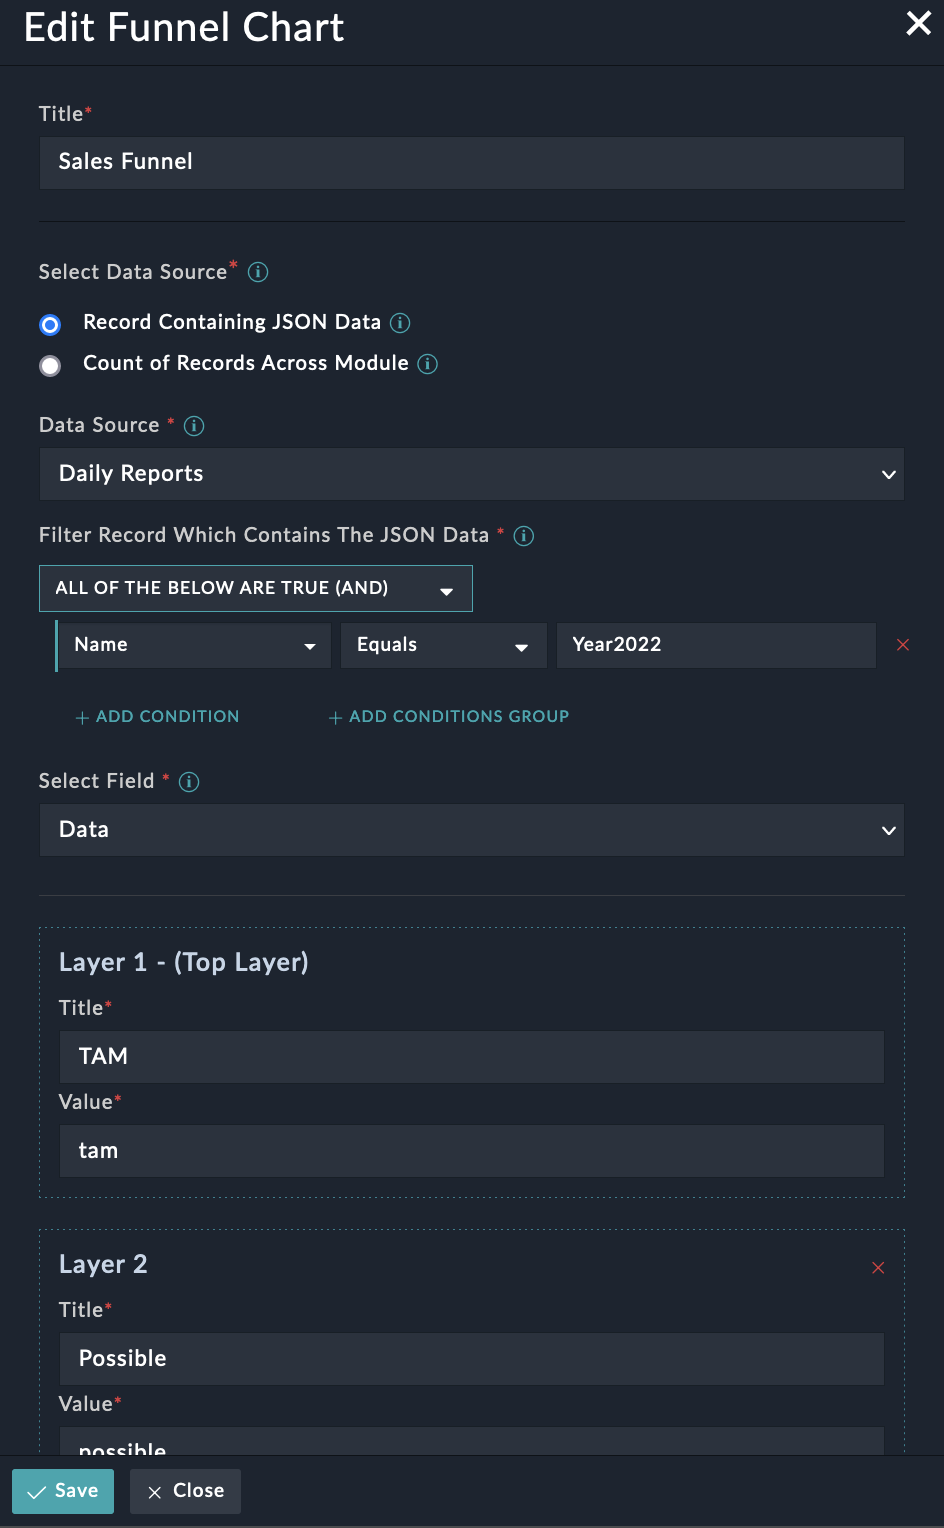 Edit Funnel Chart
Title*
Sales Funnel
Select Data Source*
Record Containing JSON Data
Count of Records Across Module
Data Source *
Daily Reports
Filter Record Which Contains The JSON Data *
ALL OF THE BELOW ARE TRUE (AND)
Name Equals Year2022
+ ADD CONDITION + ADD CONDITIONS GROUP
Select Field *
Data
Layer 1 - (Top Layer)
Title*
TAM
Value*
tam
Layer 2
Title*
Possible
Value*
possible
Save Close